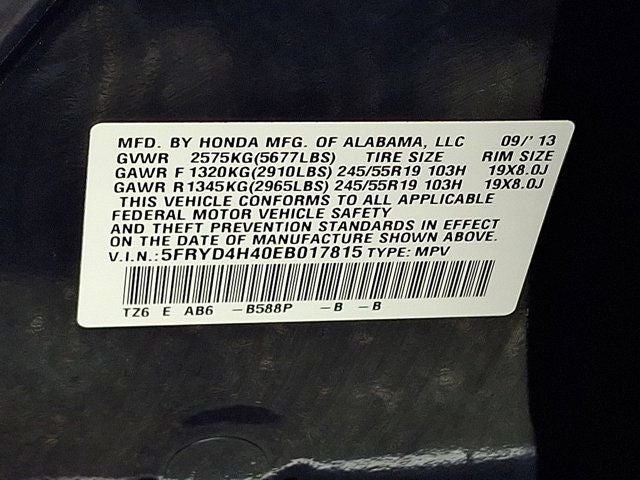 MFD. BY HONDA MFG. OF ALABAMA, LLC 09/' 13
GVWR 2575KG(5677LBS) TIRE SIZE RIM SIZE
GAWR F 1320KG(2910LBS) 245/55R19 103H 19X8.0J
GAWR R1345KG(2965LBS) 245/55R19 103H 19X8.0J
THIS VEHICLE CONFORMS TO ALL APPLICABLE
FEDERAL MOTOR VEHICLE SAFETY
AND THEFT PREVENTION STANDARDS IN EFFECT
ON THE DATE OF MANUFACTURE SHOWN ABOVE.
V.I.N.: 5FRYD4H40EB017815 TYPE: MPV
TZ6 E AB6 -B588P -B -B